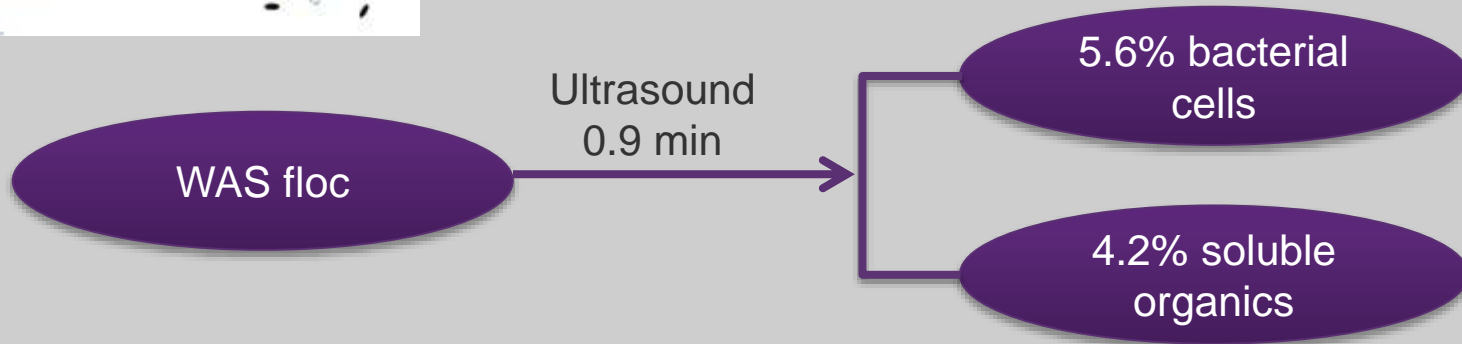 WAS floc
Ultrasound
0.9 min
5.6% bacterial
cells
4.2% soluble
organics